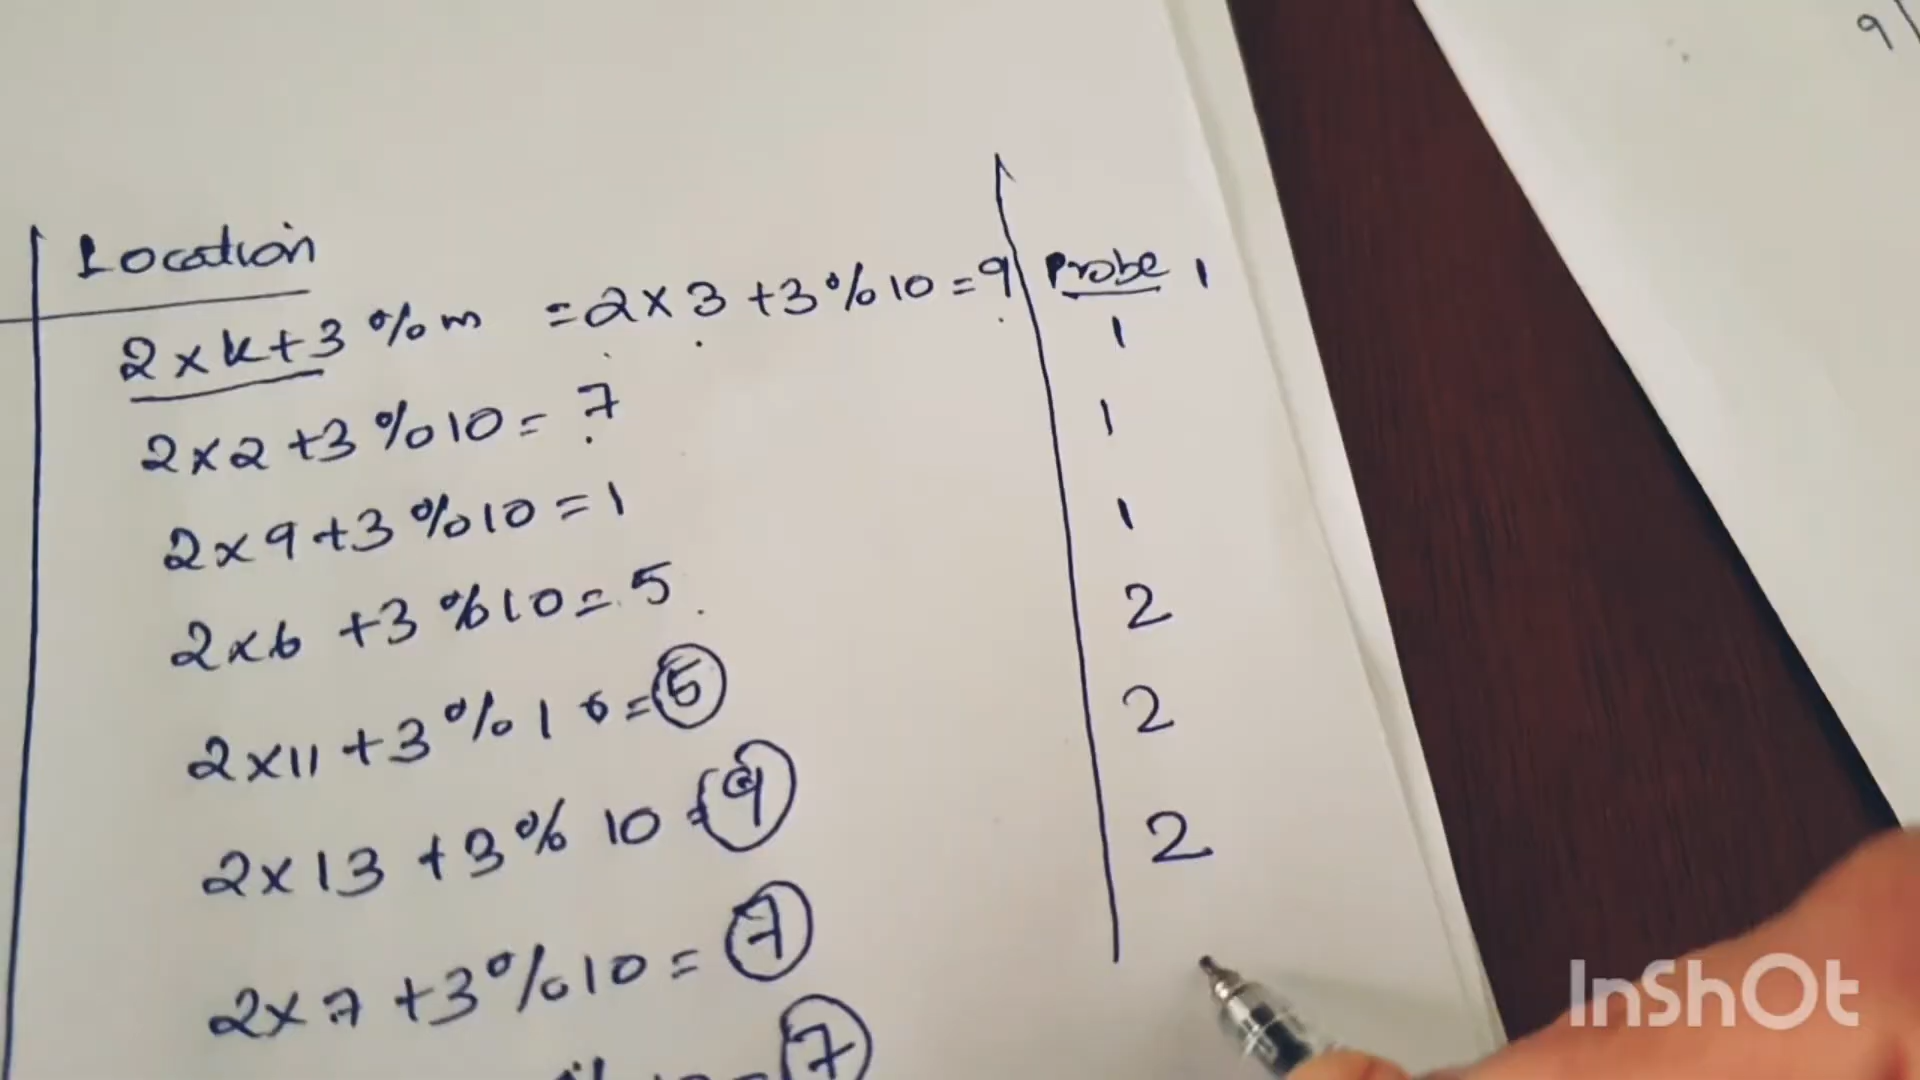 9
Location
Probe 1
2 x k + 3 % m = 2 x 3 + 3 % 10 = 9
1
2 x 2 + 3 % 10 = 7
1
2 x 9 + 3 % 10 = 1
1
2 x 6 + 3 % 10 = 5
2
2 x 11 + 3 % 10 = 5
2
2 x 13 + 3 % 10 = 9
2
2 x 7 + 3 % 10 = 7
7
InShOt